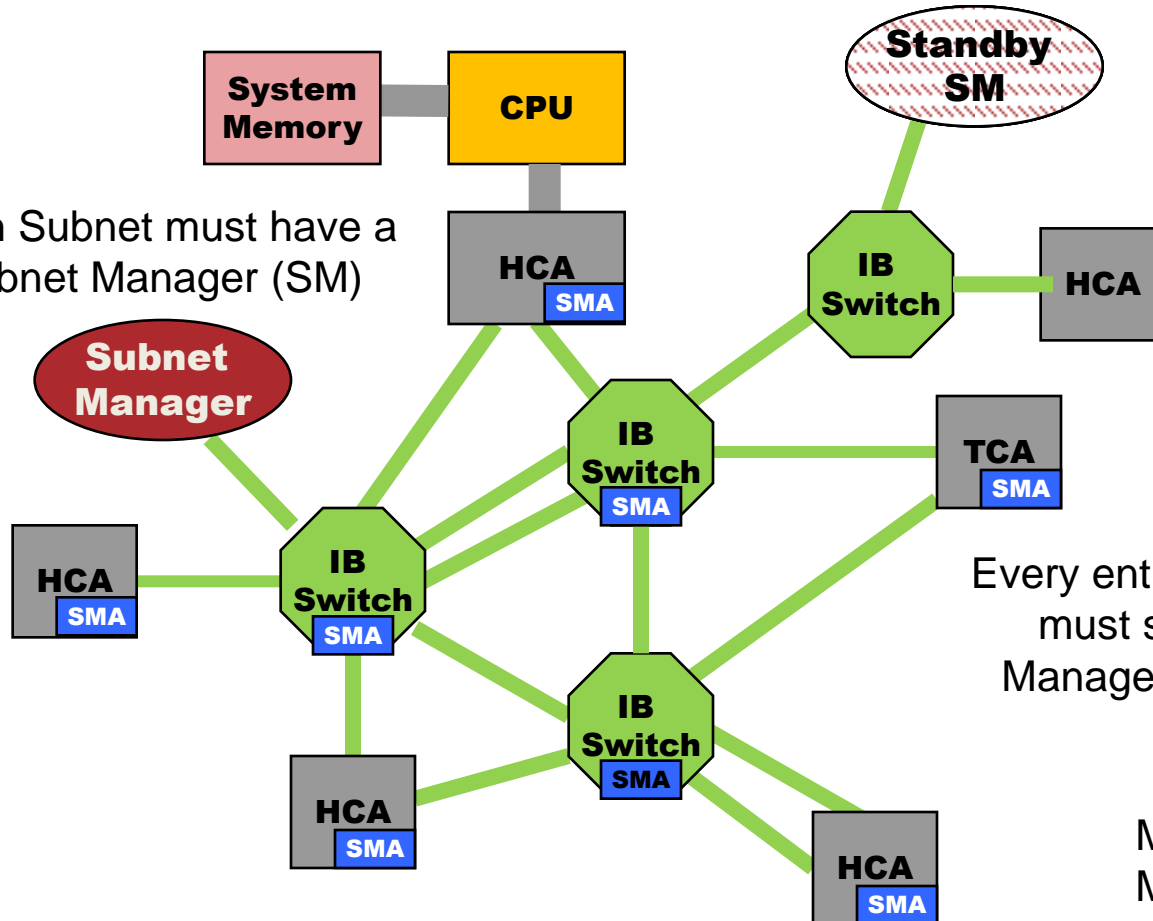 Standby
SM
System
Memory
CPU
Subnet must have a
bnet Manager (SM)
HCA
SMA
IB
Switch
HCA
Subnet
Manager
IB
Switch
SMA
TCA
SMA
HCA
SMA
IB
Switch
SMA
Every ent
must s
Manage
IB
Switch
SMA
HCA
SMA
HCA
SMA
M
M